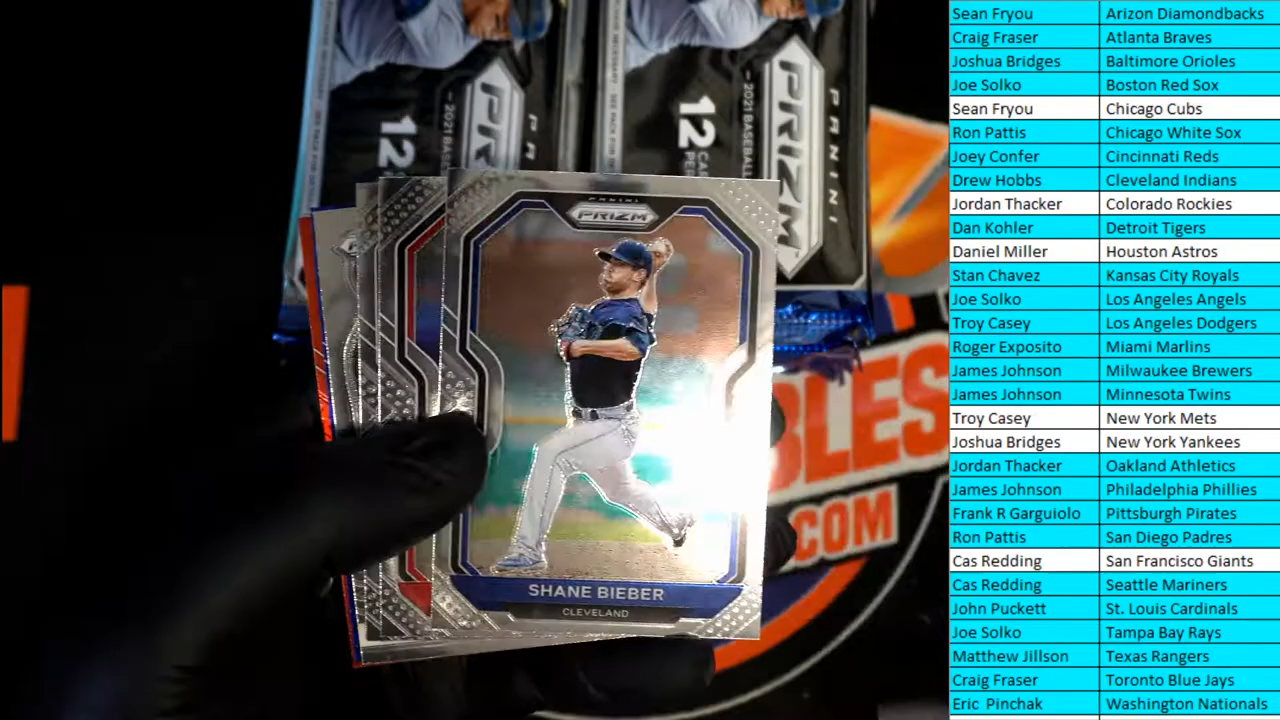 12
PRIZM
2021 BASEBALL
12
PRIZM
PANINI
PANINI
PRIZM
SHANE BIEBER
CLEVELAND
BLES
.COM
Sean Fryou Arizon Diamondbacks
Craig Fraser Atlanta Braves
Joshua Bridges Baltimore Orioles
Joe Solko Boston Red Sox
Sean Fryou Chicago Cubs
Ron Pattis Chicago White Sox
Joey Confer Cincinnati Reds
Drew Hobbs Cleveland Indians
Jordan Thacker Colorado Rockies
Dan Kohler Detroit Tigers
Daniel Miller Houston Astros
Stan Chavez Kansas City Royals
Joe Solko Los Angeles Angels
Troy Casey Los Angeles Dodgers
Roger Exposito Miami Marlins
James Johnson Milwaukee Brewers
James Johnson Minnesota Twins
Troy Casey New York Mets
Joshua Bridges New York Yankees
Jordan Thacker Oakland Athletics
James Johnson Philadelphia Phillies
Frank R Garguiolo Pittsburgh Pirates
Ron Pattis San Diego Padres
Cas Redding San Francisco Giants
Cas Redding Seattle Mariners
John Puckett St. Louis Cardinals
Joe Solko Tampa Bay Rays
Matthew Jillson Texas Rangers
Craig Fraser Toronto Blue Jays
Eric Pinchak Washington Nationals